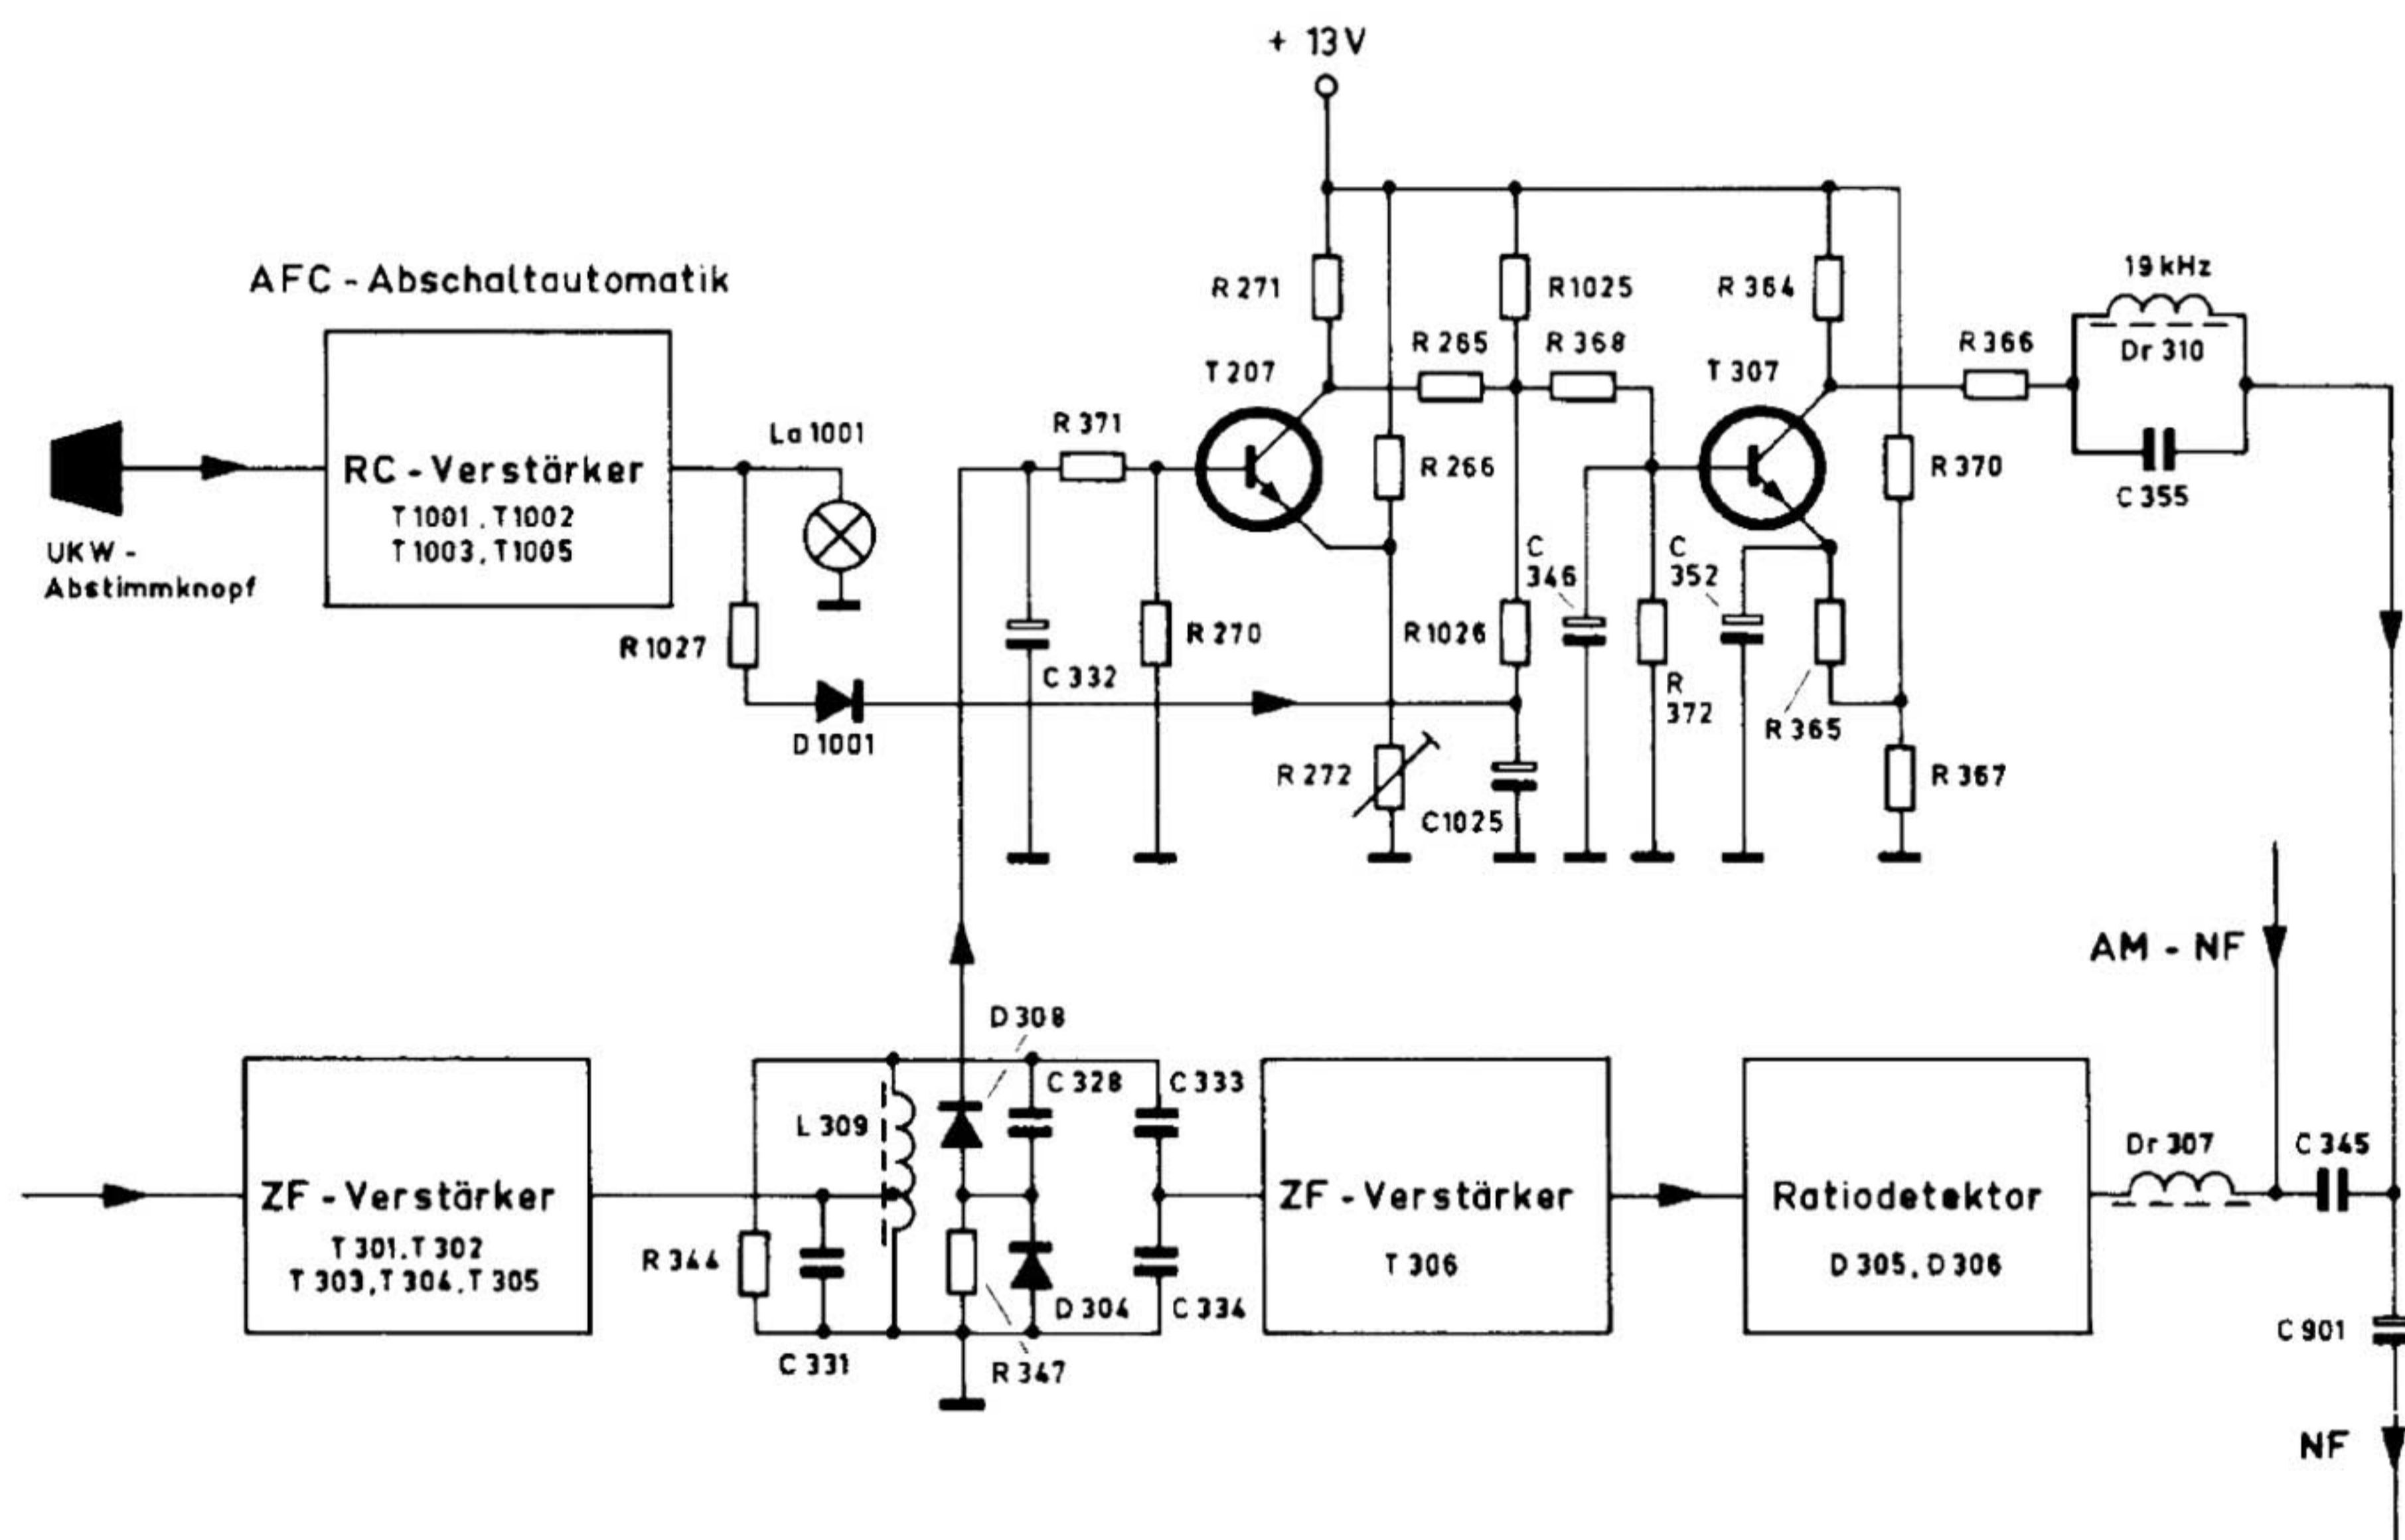 + 13V
AFC - Abschaltautomatik
RC - Verstärker
T 1001, T 1002
T 1003, T 1005
UKW -
Abstimmknopf
La 1001
R 1027
D 1001
R 371
C 332
R 270
T 207
R 271
R 265
R 266
R 272
R 1025
R 368
R 1026
C 1025
C
346
R
372
C
352
T 307
R 364
R 365
R 366
R 370
R 367
19 kHz
Dr 310
C 355
AM - NF
ZF - Verstärker
T 301, T 302
T 303, T 304, T 305
R 344
C 331
L 309
D 308
C 328
C 333
D 304
C 334
R 347
ZF - Verstärker
T 306
Ratiodetektor
D 305, D 306
Dr 307
C 345
C 901
NF